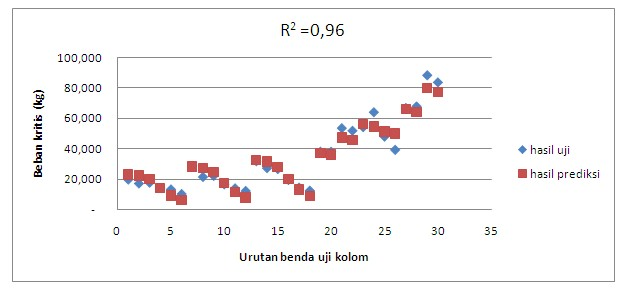 R² =0,96
100,000
80,000
60,000
40,000
20,000
-
0 5 10 15 20 25 30 35
Beban kritis (kg)
Urutan benda uji kolom
hasil uji
hasil prediksi